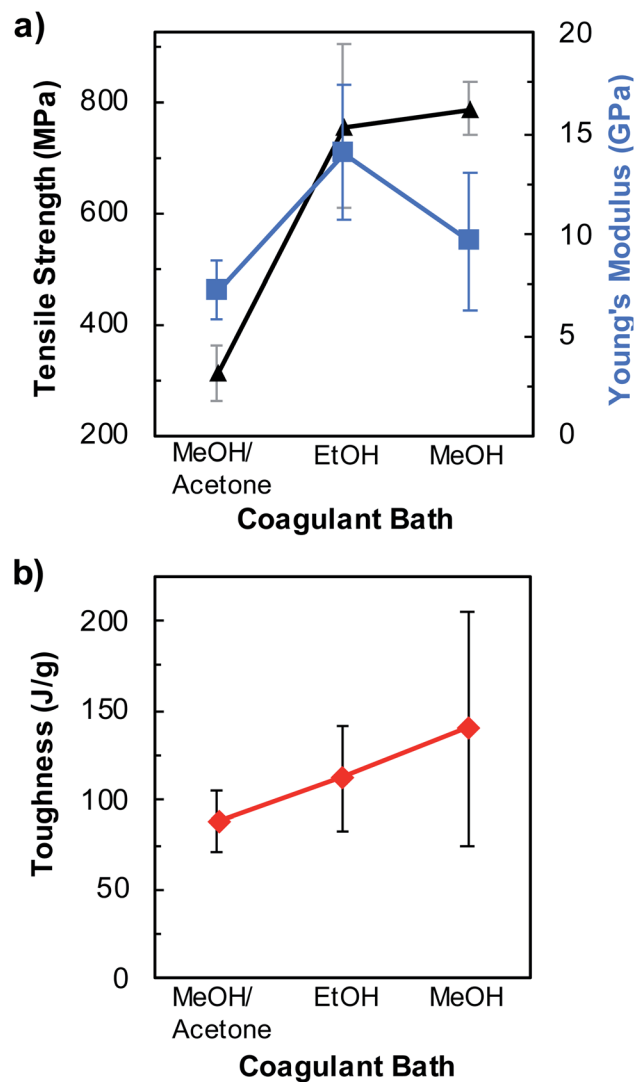 a)
Tensile Strength (MPa)
800
600
400
200
20
15
10
5
0
Young's Modulus (GPa)
MeOH/
Acetone
EtOH
MeOH
Coagulant Bath
b)
Toughness (J/g)
200
150
100
50
0
MeOH/
Acetone
EtOH
MeOH
Coagulant Bath